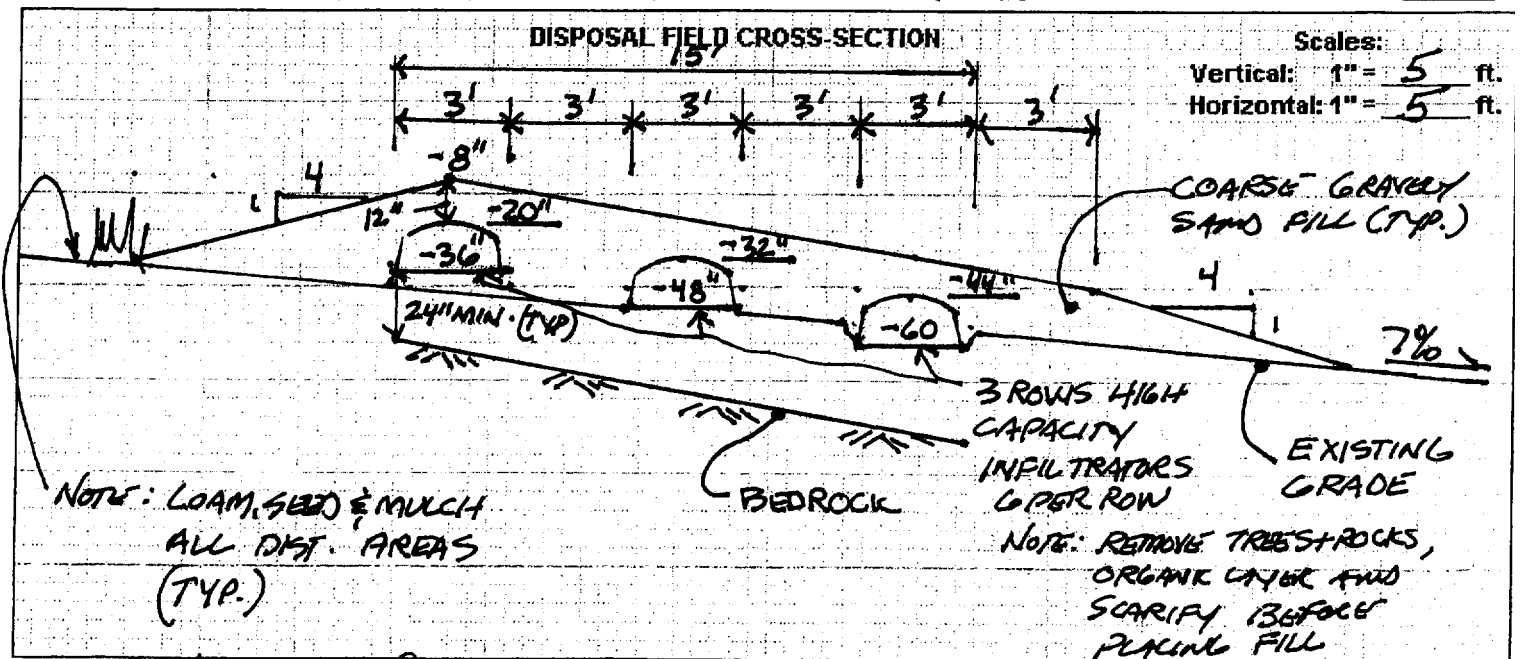 DISPOSAL FIELD CROSS-SECTION
Scales:
Vertical: 1" = 5 ft.
Horizontal: 1" = 5 ft.
15'
3' 3' 3' 3' 3' 3'
-8"
4
1
12"
-20"
-36"
-32"
-48"
-44"
-60
24" MIN. (TYP)
COARSE GRAVELY
SAND FILL (TYP.)
4
1
7%
3 ROWS HIGH
CAPACITY
INFILTRATORS
6 PER ROW
BEDROCK
EXISTING
GRADE
NOTE: LOAM, SEED & MULCH
ALL DIST. AREAS
(TYP.)
NOTE: REMOVE TREES+ROCKS,
ORGANIC LAYER AND
SCARIFY BEFORE
PLACING FILL